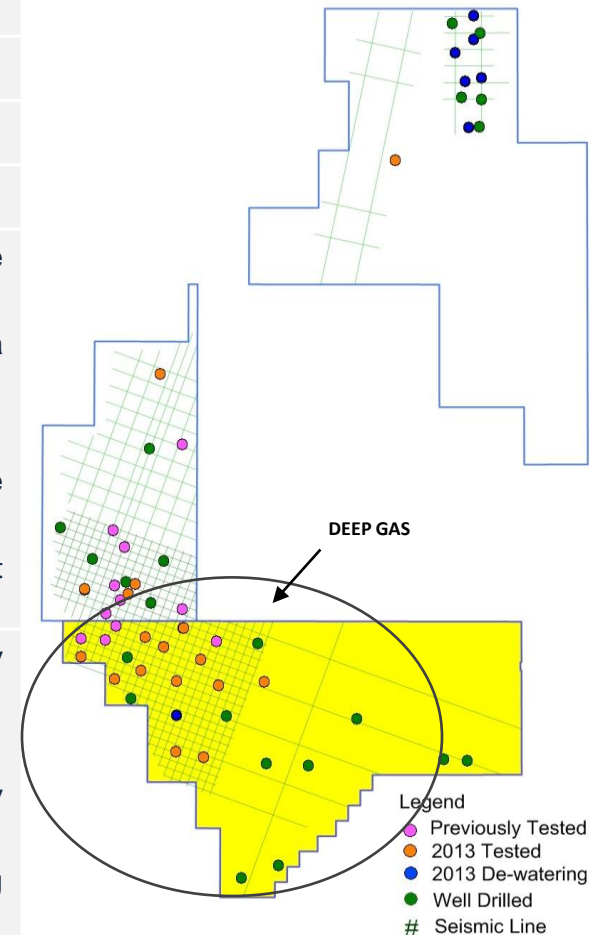 DEEP GAS
Legend
Previously Tested
2013 Tested
2013 De-watering
Well Drilled
# Seismic Line